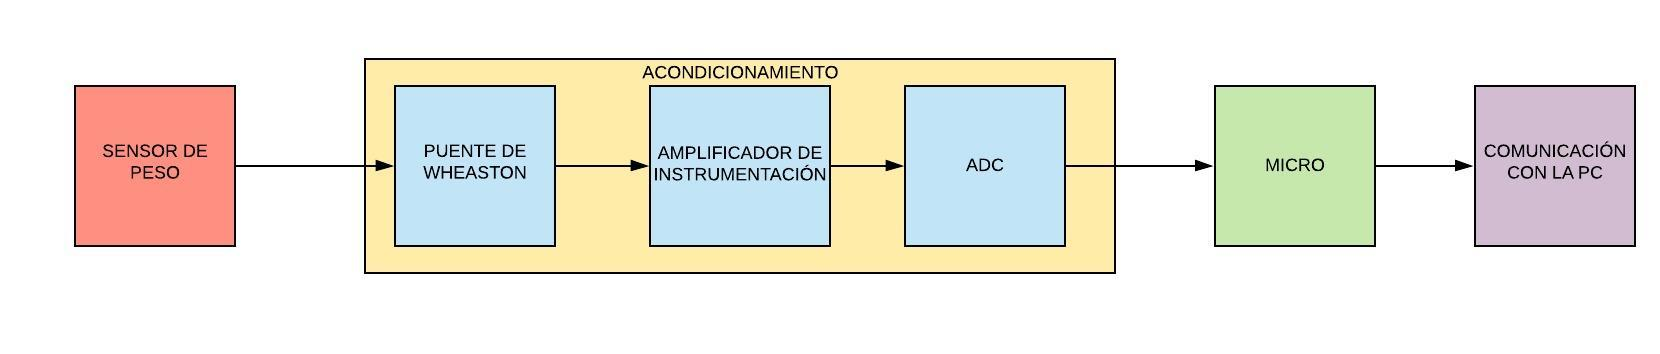 ACONDICIONAMIENTO
SENSOR DE
PESO
PUENTE DE
WHEASTON
AMPLIFICADOR DE
INSTRUMENTACIÓN
ADC
MICRO
COMUNICACIÓN
CON LA PC